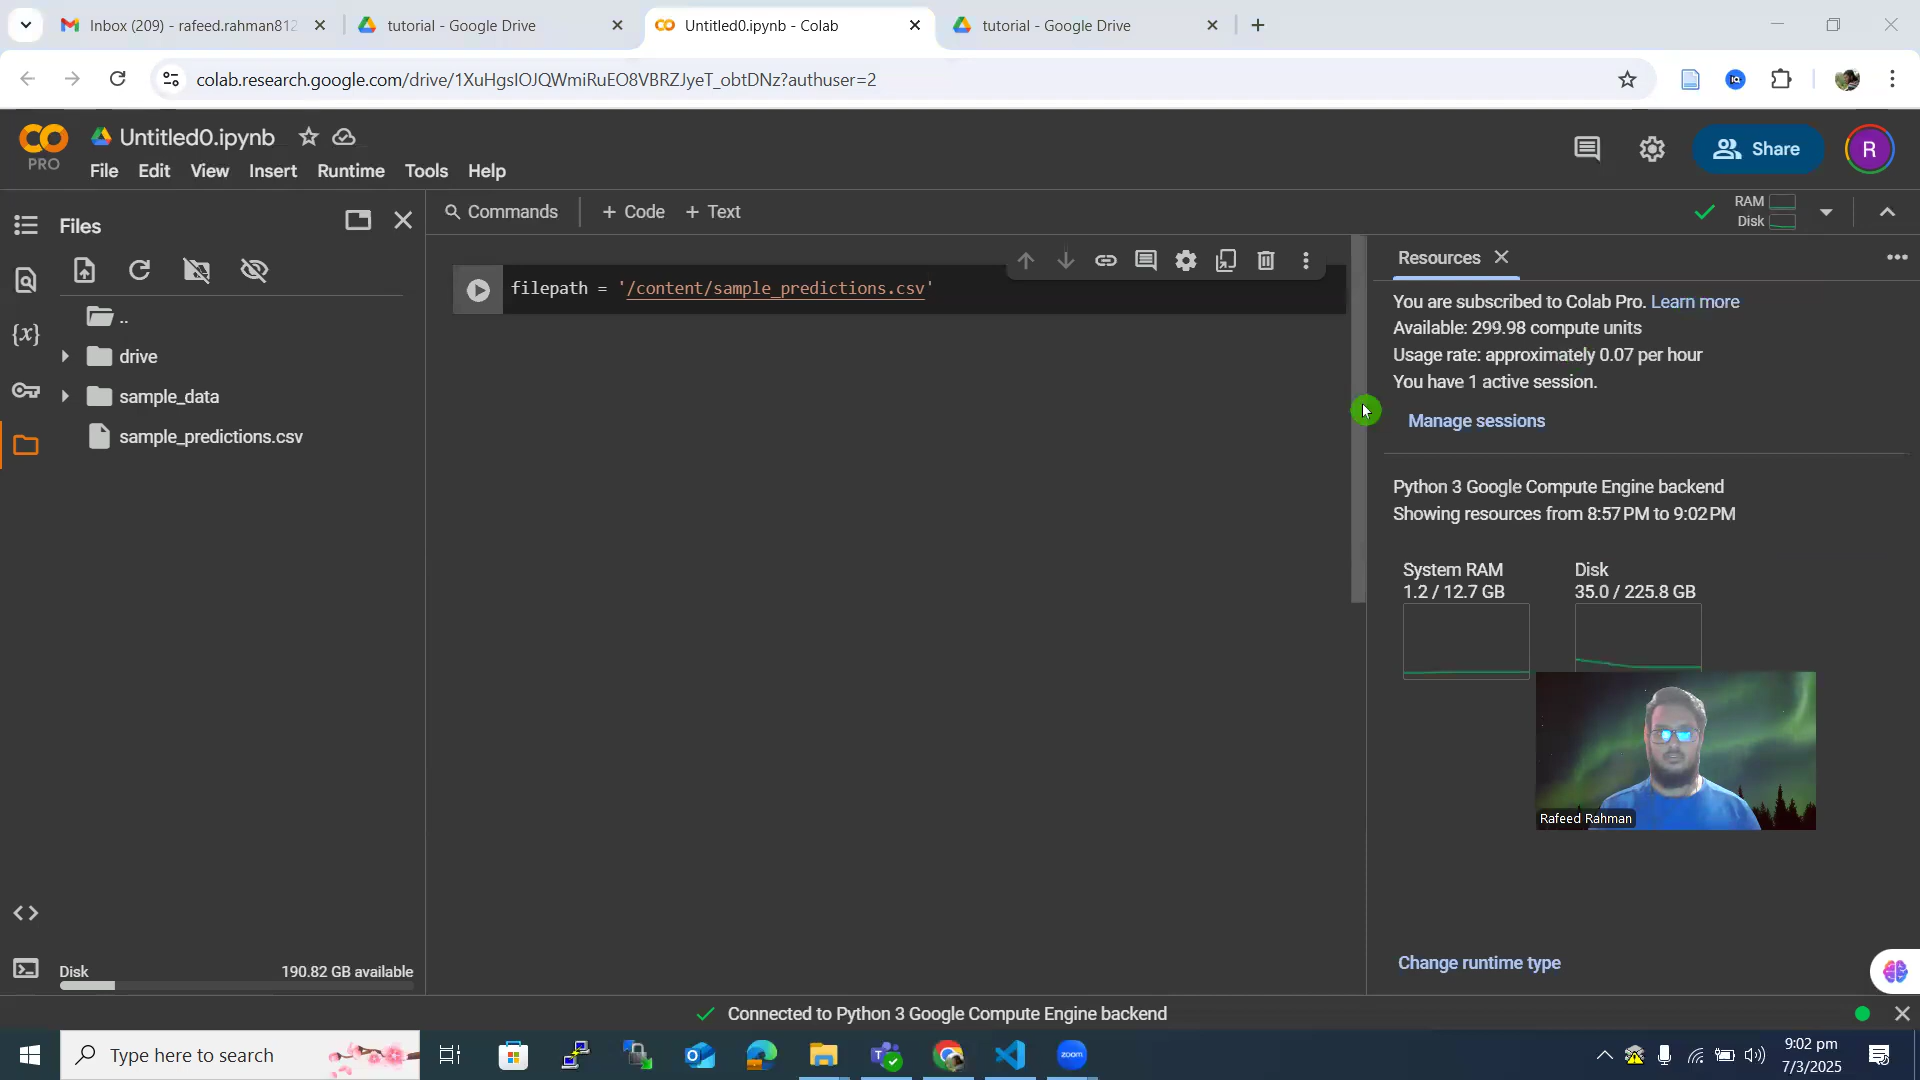 Inbox (209) - rafeed.rahman812
tutorial - Google Drive
Untitled0.ipynb - Colab
tutorial - Google Drive
colab.research.google.com/drive/1XuHgsIOJQWmiRuEO8VBRZJyeT_obtDNz?authuser=2
PRO
Untitled0.ipynb
File Edit View Insert Runtime Tools Help
Share
R
Files
Commands + Code + Text
RAM
Disk
..
drive
sample_data
sample_predictions.csv
{x}
filepath = '/content/sample_predictions.csv'
Resources
You are subscribed to Colab Pro. Learn more
Available: 299.98 compute units
Usage rate: approximately 0.07 per hour
You have 1 active session.
Manage sessions
Python 3 Google Compute Engine backend
Showing resources from 8:57 PM to 9:02 PM
System RAM
1.2 / 12.7 GB
Disk
35.0 / 225.8 GB
Rafeed Rahman
Change runtime type
Disk 190.82 GB available
Connected to Python 3 Google Compute Engine backend
Type here to search
zoom
9:02 pm
7/3/2025